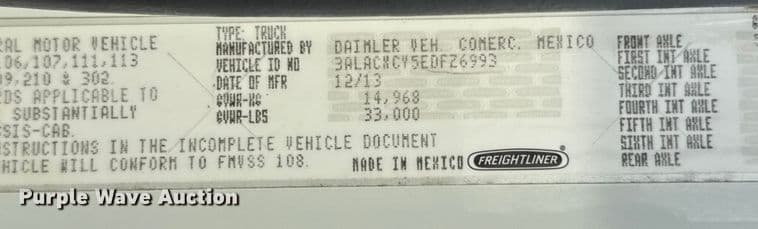 RAL MOTOR VEHICLE
106,107,111,113
09,210 & 302.
DS APPLICABLE TO
SUBSTANTIALLY
SSIS-CAB.
STRUCTIONS IN THE INCOMPLETE VEHICLE DOCUMENT
HICLE WILL CONFORM TO FMVSS 108.
TYPE: TRUCK
MANUFACTURED BY DAIMLER VEH. COMERC. MEXICO
VEHICLE ID NO 3ALACXCY5EDFZ6993
DATE OF MFR 12/13
GVWR-KG 14,968
GVWR-LBS 33,000
MADE IN MEXICO FREIGHTLINER
FRONT AXLE
FIRST INT AXLE
SECOND INT AXLE
THIRD INT AXLE
FOURTH INT AXLE
FIFTH INT AXLE
SIXTH INT AXLE
REAR AXLE
Purple Wave Auction